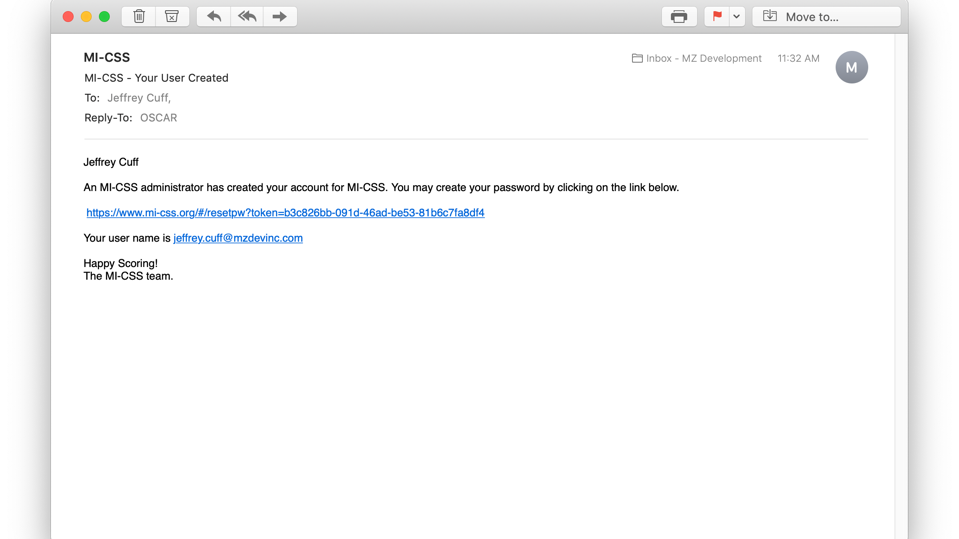 Move to...
MI-CSS
Inbox - MZ Development 11:32 AM
M
MI-CSS - Your User Created
To: Jeffrey Cuff,
Reply-To: OSCAR
Jeffrey Cuff
An MI-CSS administrator has created your account for MI-CSS. You may create your password by clicking on the link below.
https://www.mi-css.org/#/resetpw?token=b3c826bb-091d-46ad-be53-81b6c7fa8df4
Your user name is jeffrey.cuff@mzdevinc.com
Happy Scoring!
The MI-CSS team.